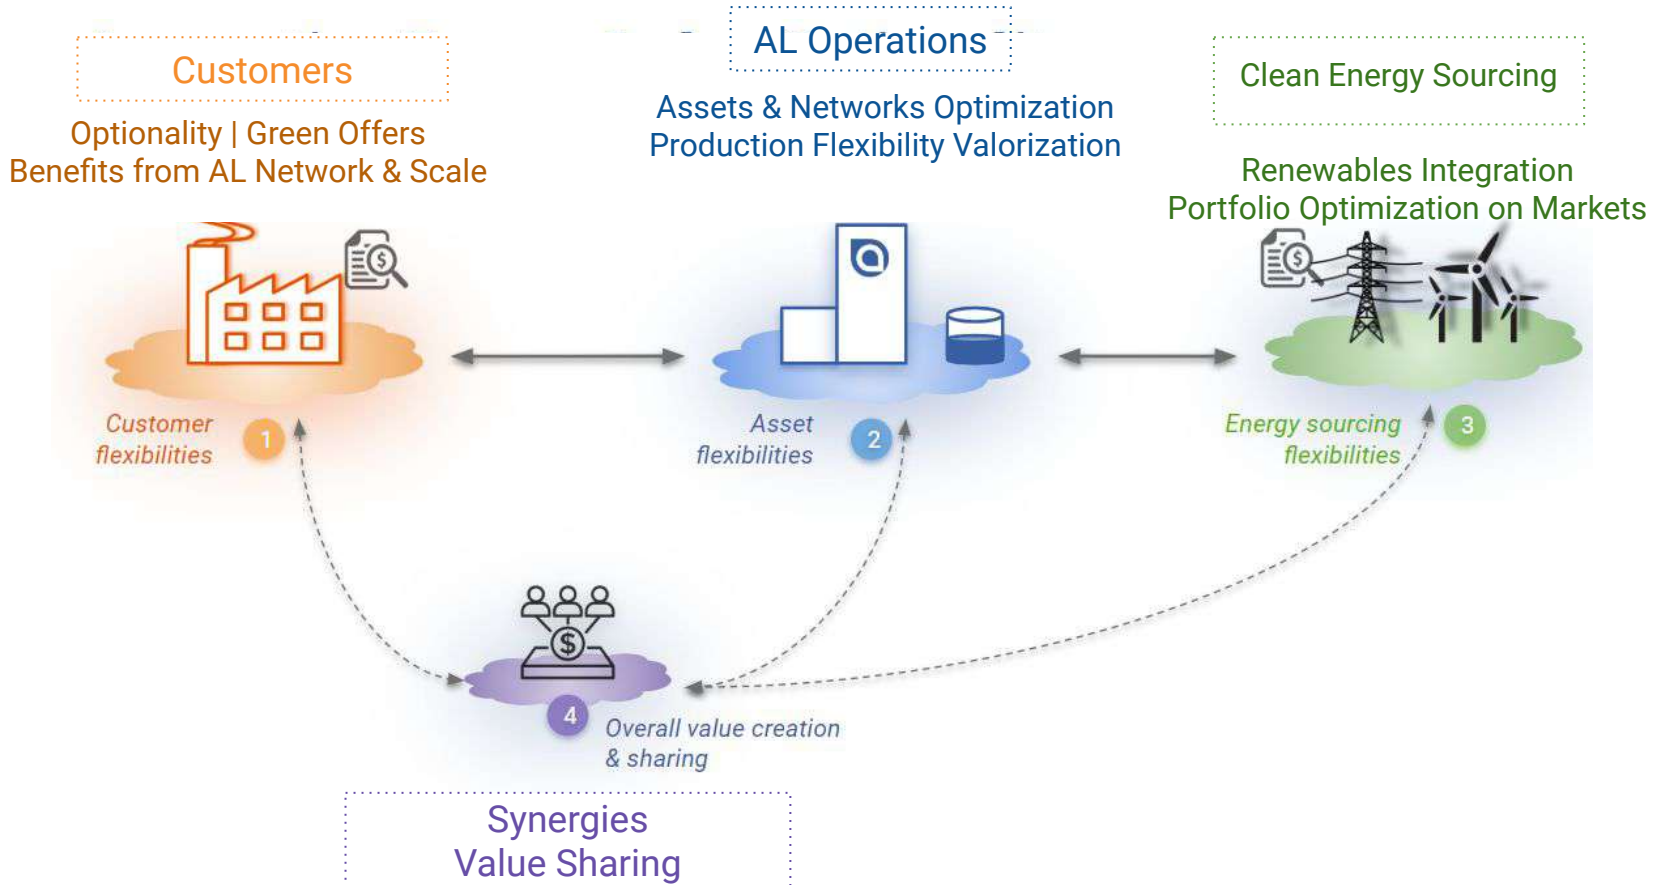 Customers
Optionality | Green Offers
Benefits from AL Network & Scale
AL Operations
Assets & Networks Optimization
Production Flexibility Valorization
Clean Energy Sourcing
Renewables Integration
Portfolio Optimization on Markets
$
$
Customer
flexibilities
1
Asset
flexibilities
2
Energy sourcing
flexibilities
3
$
4
Overall value creation
& sharing
Synergies
Value Sharing